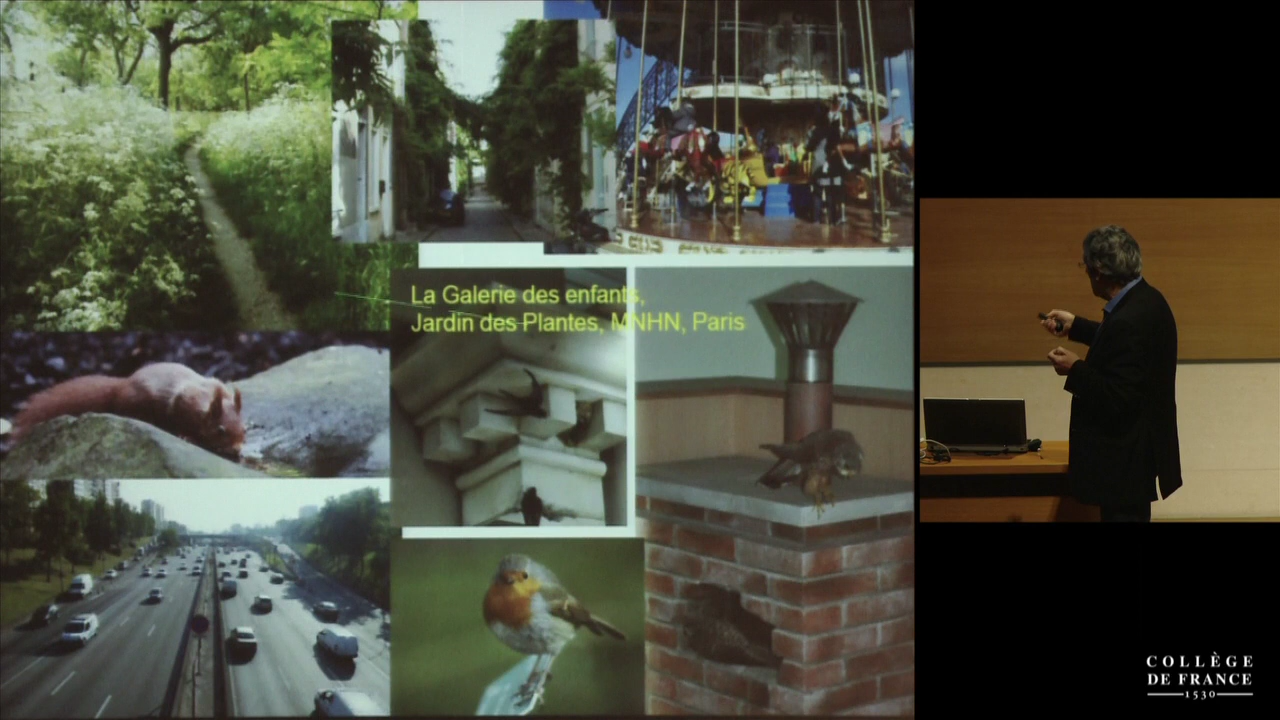 La Galerie des enfants,
Jardin des Plantes, MNHN, Paris
COLLÈGE
DE FRANCE
1530